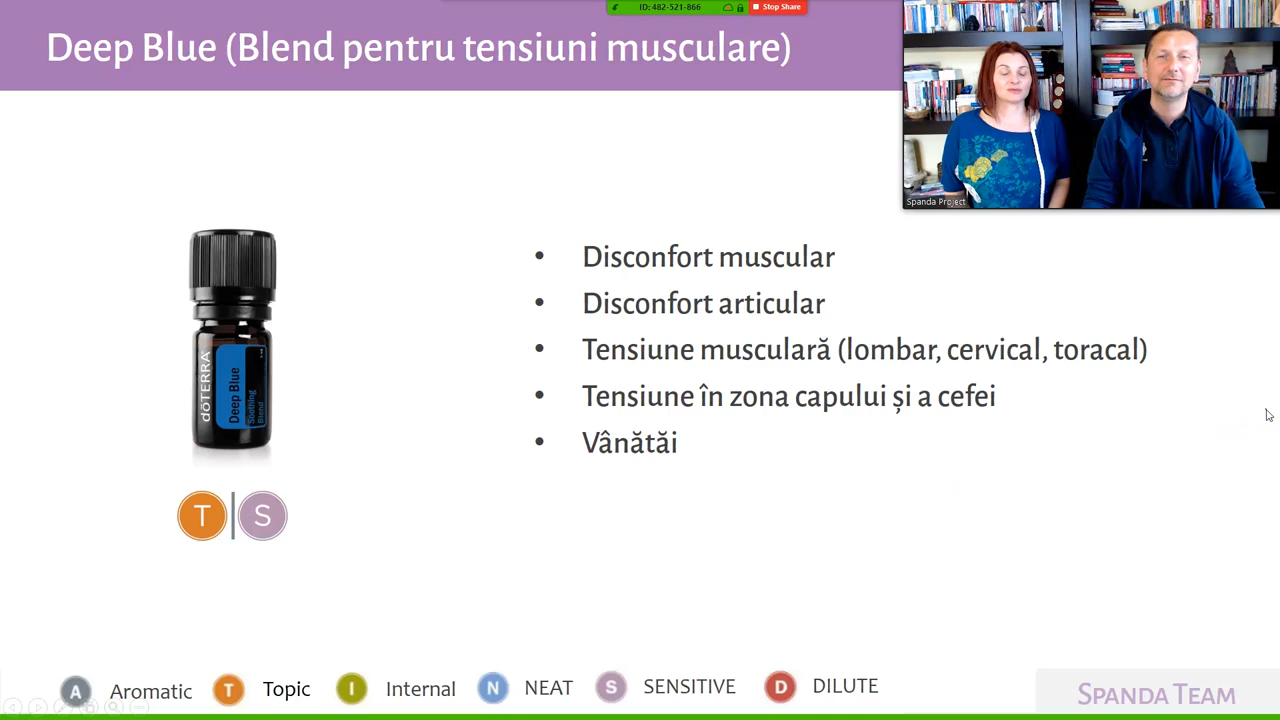 ID: 482-521-866
Stop Share
Deep Blue (Blend pentru tensiuni musculare)
Spanda Project
dōTERRA
Deep Blue
Soothing
Blend
• Disconfort muscular
• Disconfort articular
• Tensiune musculară (lombar, cervical, toracal)
• Tensiune în zona capului și a cefei
• Vânătăi
T | S
A Aromatic T Topic I Internal N NEAT S SENSITIVE D DILUTE
SPANDA TEAM